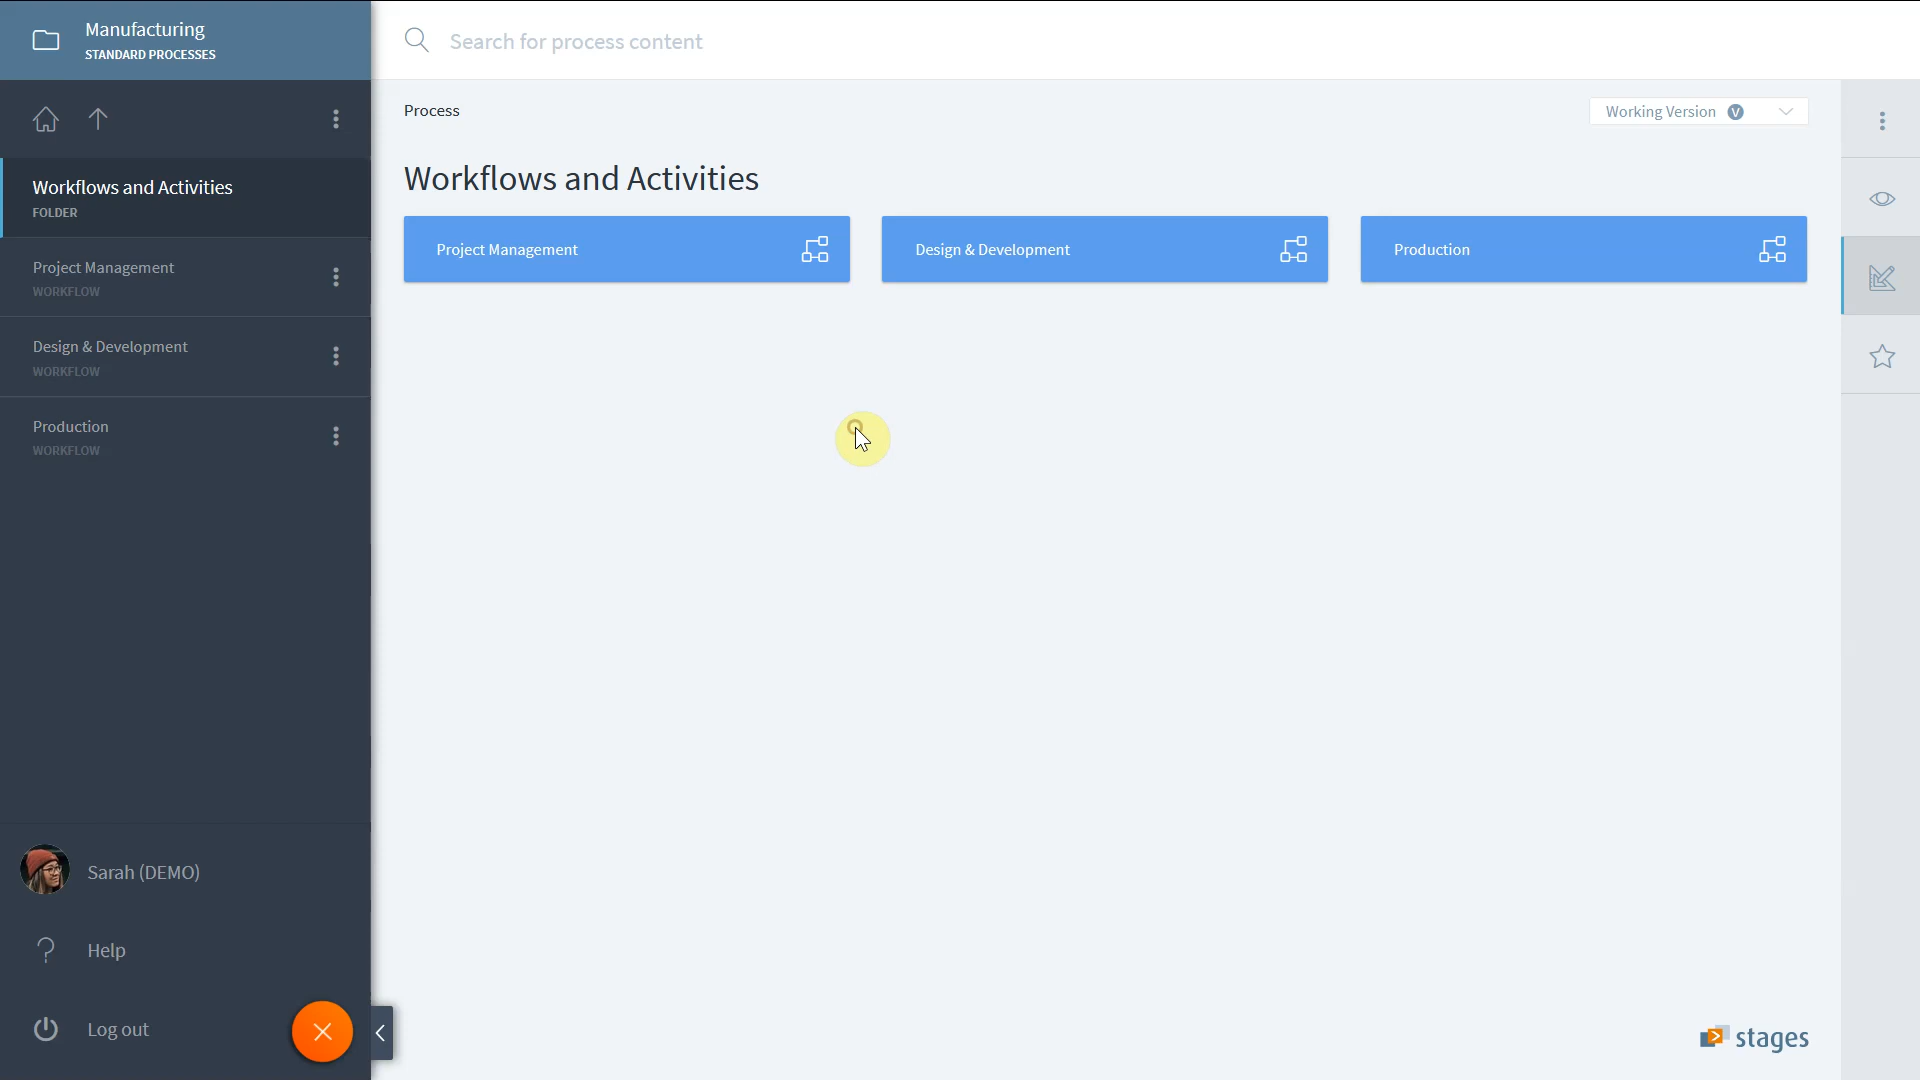 Manufacturing
STANDARD PROCESSES
Search for process content
Process
Working Version V
Workflows and Activities
FOLDER
Project Management
WORKFLOW
Design & Development
WORKFLOW
Production
WORKFLOW
Workflows and Activities
Project Management
Design & Development
Production
Sarah (DEMO)
? Help
Log out
stages